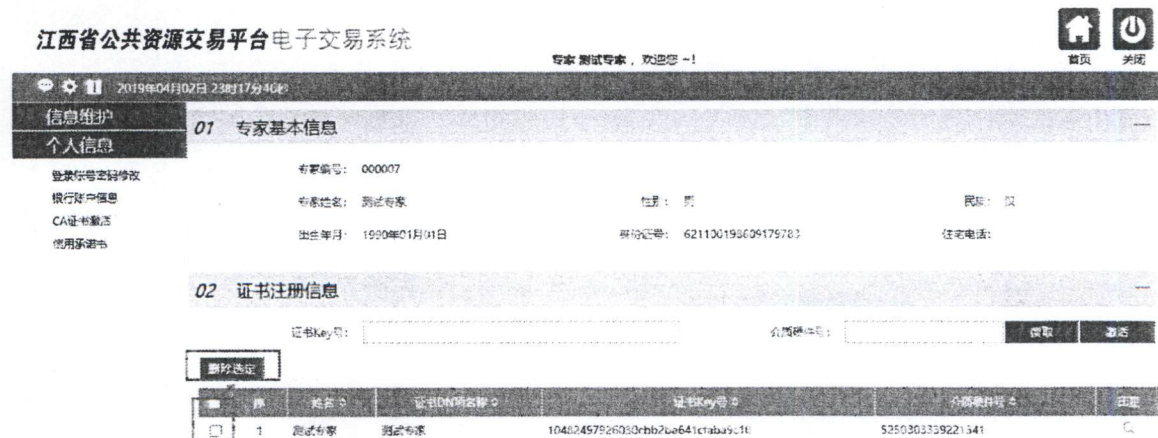 江西省公共资源交易平台电子交易系统
专家 测试专家，欢迎您 ~!
首页 关闭
2019年04月02日 23时17分46秒
信息维护
个人信息
登录帐号密码修改
银行账户信息
CA证书激活
信用承诺书
01 专家基本信息
专家编号: 000007
专家姓名: 测试专家 性别: 男 民族: 汉
出生年月: 1990年01月01日 身份证号: 住宅电话:
02 证书注册信息
证书Key号: 介质硬件号: 读取 激活
删除选定
序 姓名 证书DN项名称 证书Key号 介质硬件号
1 测试专家 测试专家